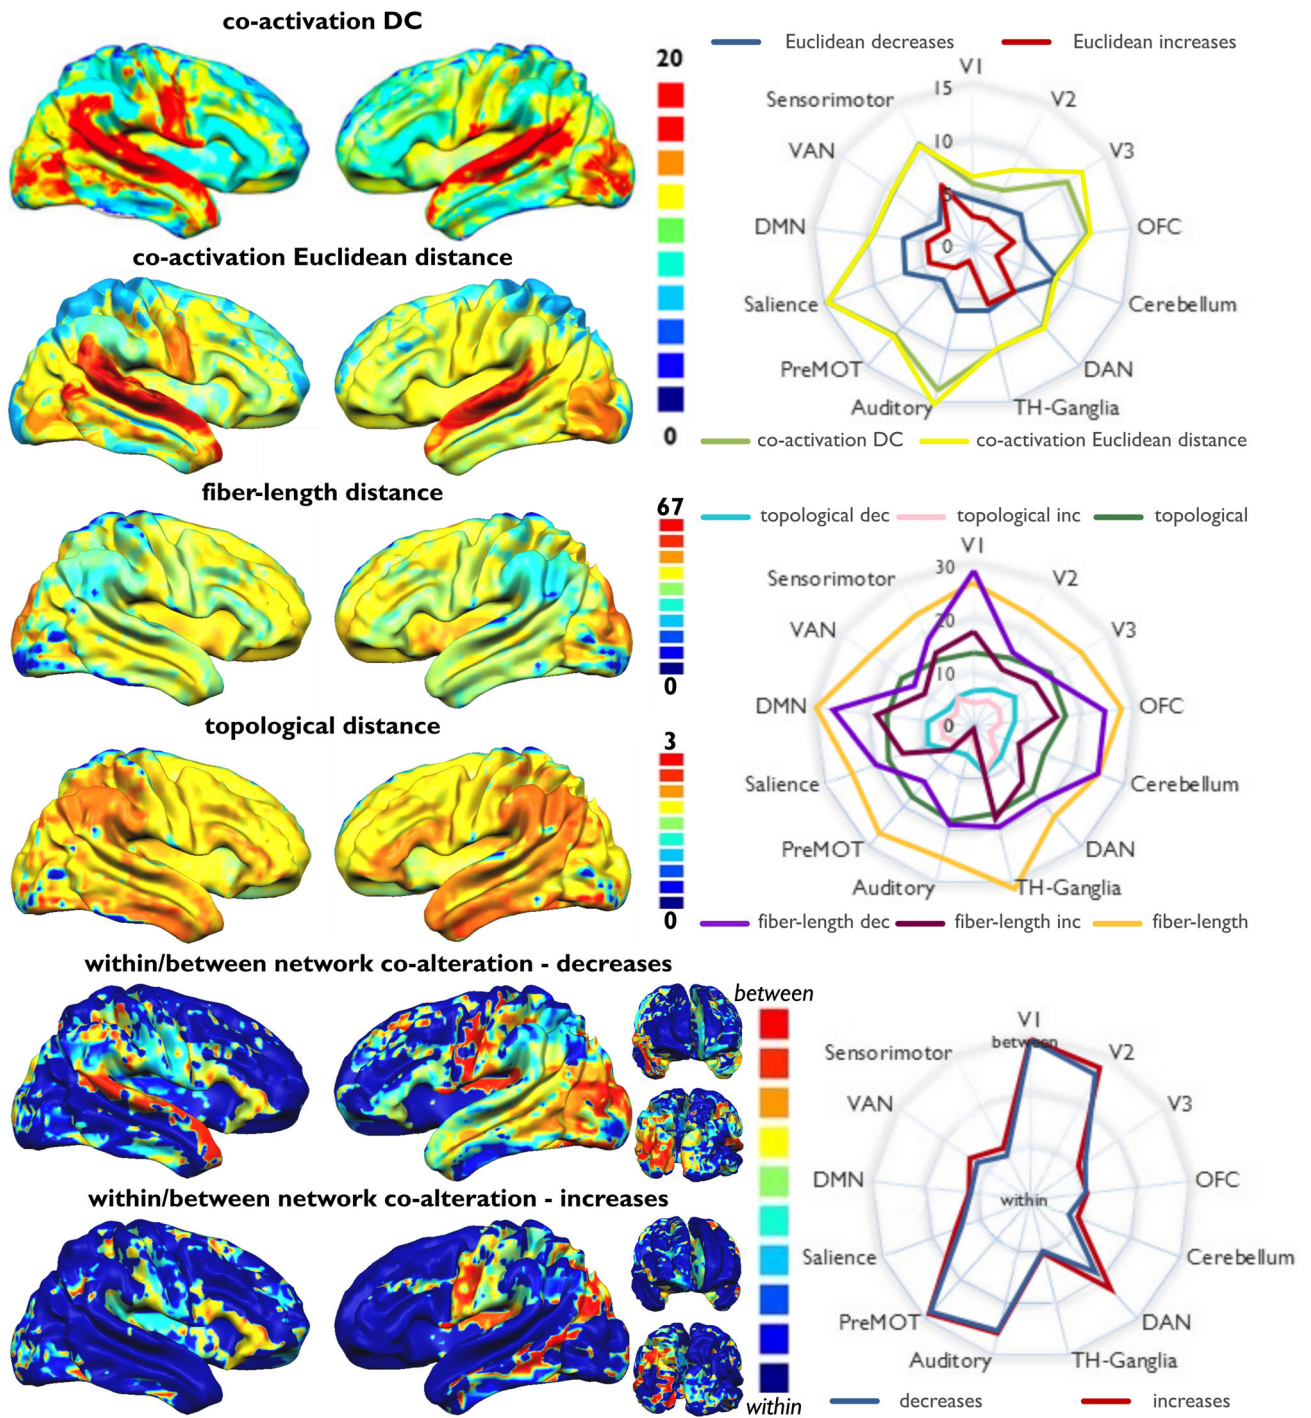 co-activation DC
20
0
Euclidean decreases Euclidean increases
V1
V2
V3
OFC
Cerebellum
DAN
TH-Ganglia
Auditory
PreMOT
Salience
DMN
VAN
Sensorimotor
15
10
5
0
co-activation DC co-activation Euclidean distance
co-activation Euclidean distance
fiber-length distance
67
0
topological dec topological inc topological
V1
V2
V3
OFC
Cerebellum
DAN
TH-Ganglia
Auditory
PreMOT
Salience
DMN
VAN
Sensorimotor
30
20
10
0
fiber-length dec fiber-length inc fiber-length
topological distance
3
0
within/between network co-alteration - decreases
between
within
V1
between
V2
V3
OFC
Cerebellum
DAN
TH-Ganglia
Auditory
PreMOT
Salience
DMN
VAN
Sensorimotor
within
decreases increases
within/between network co-alteration - increases